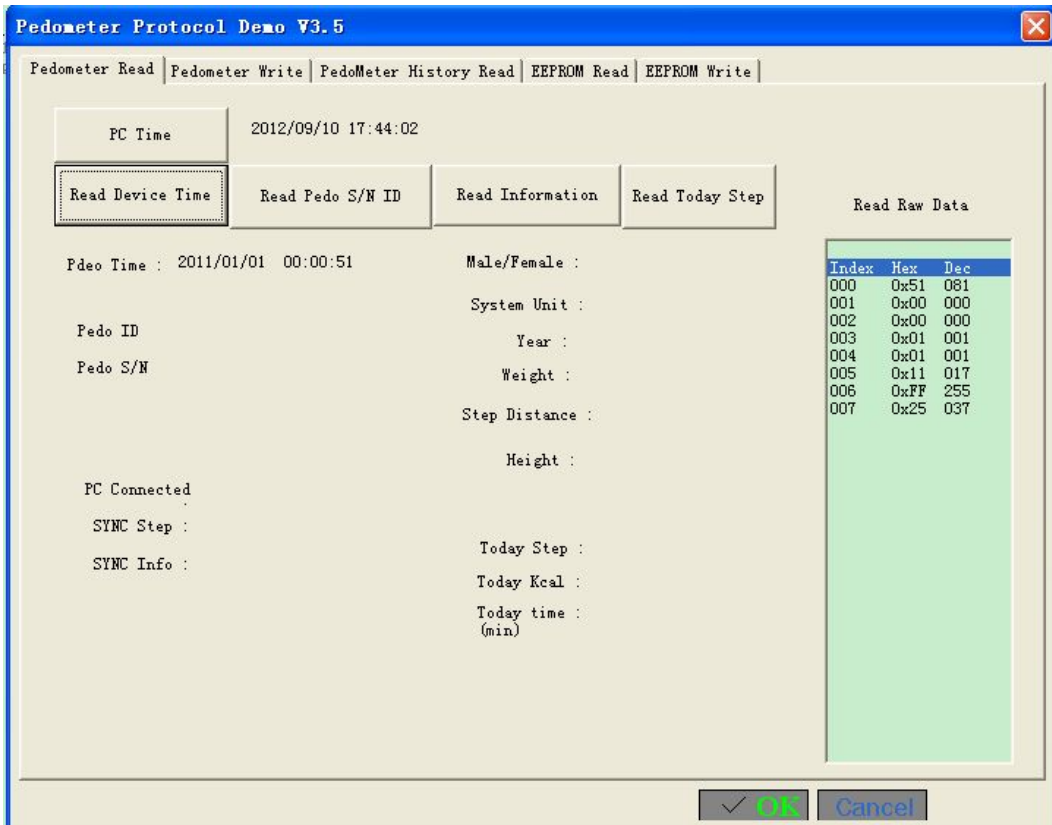 Pedometer Protocol Demo V3.5
Pedometer Read Pedometer Write PedoMeter History Read EEPROM Read EEPROM Write
PC Time 2012/09/10 17:44:02
Read Device Time Read Pedo S/N ID Read Information Read Today Step
Read Raw Data
Pdeo Time : 2011/01/01 00:00:51
Pedo ID
Pedo S/N
PC Connected :
SYNC Step :
SYNC Info :
Male/Female :
System Unit :
Year :
Weight :
Step Distance :
Height :
Today Step :
Today Kcal :
Today time :
(min)
Index Hex Dec
000 0x51 081
001 0x00 000
002 0x00 000
003 0x01 001
004 0x01 001
005 0x11 017
006 0xFF 255
007 0x25 037
OK Cancel